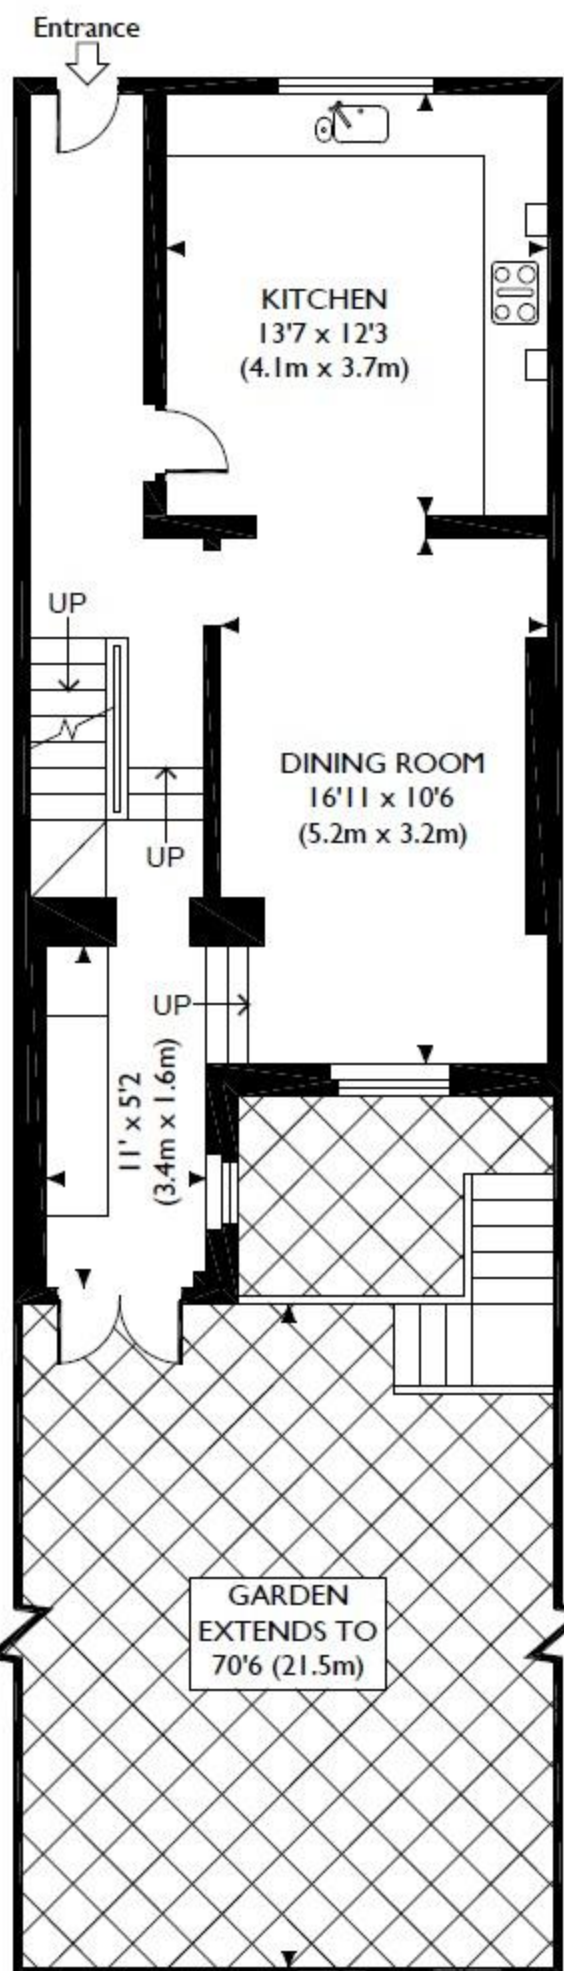 Entrance
KITCHEN
13'7 x 12'3
(4.1m x 3.7m)
UP
DINING ROOM
16'11 x 10'6
(5.2m x 3.2m)
UP
UP
11' x 5'2
(3.4m x 1.6m)
GARDEN
EXTENDS TO
70'6 (21.5m)